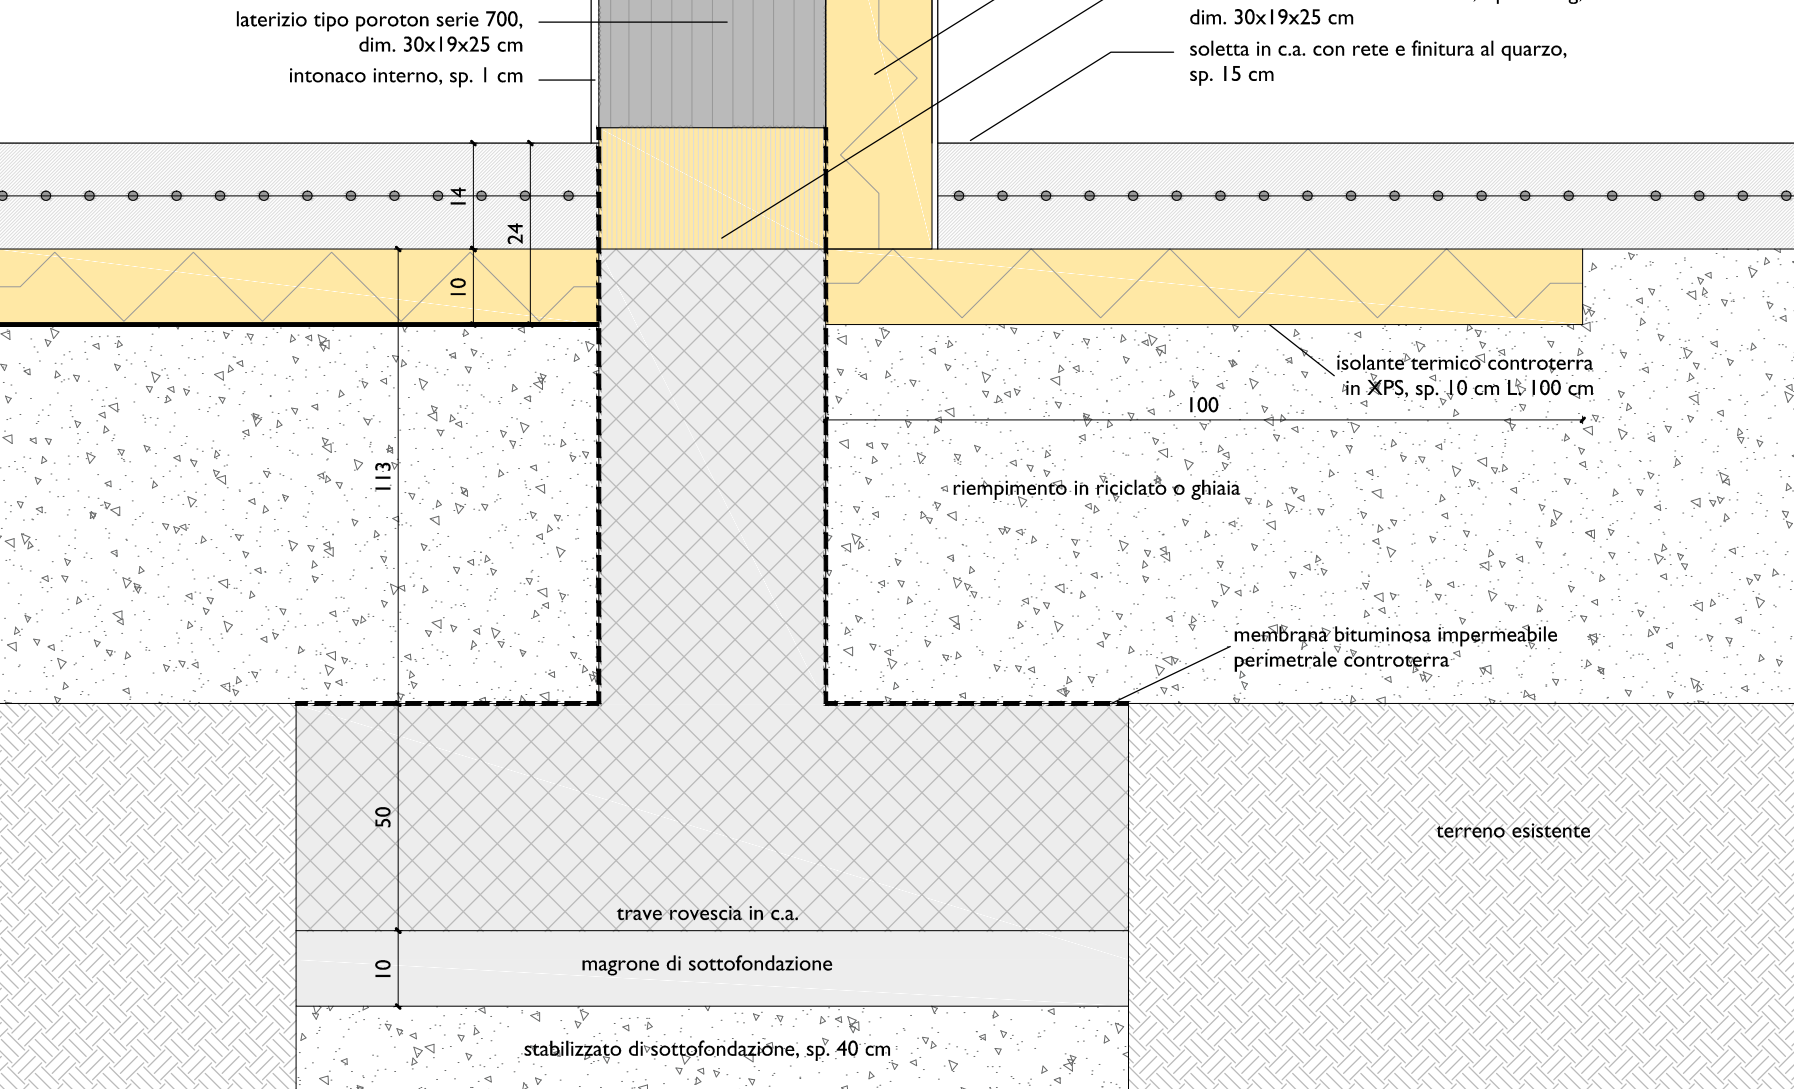 laterizio tipo poroton serie 700,
dim. 30x19x25 cm
intonaco interno, sp. 1 cm
dim. 30x19x25 cm
soletta in c.a. con rete e finitura al quarzo,
sp. 15 cm
14
24
10
isolante termico controterra
in XPS, sp. 10 cm L. 100 cm
100
113
riempimento in riciclato o ghiaia
membrana bituminosa impermeabile
perimetrale controterra
50
terreno esistente
trave rovescia in c.a.
10
magrone di sottofondazione
stabilizzato di sottofondazione, sp. 40 cm